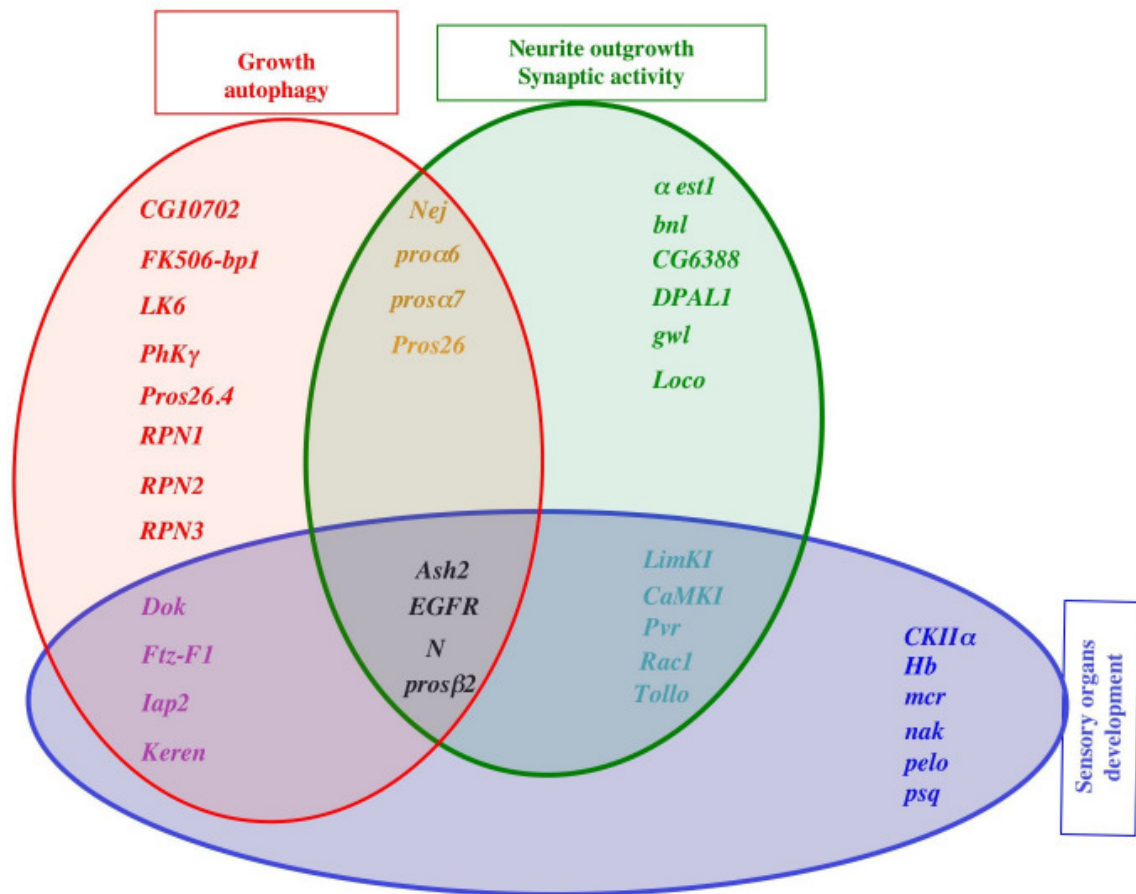 Growth
autophagy
Neurite outgrowth
Synaptic activity
CG10702
FK506-bp1
LK6
PhKγ
Pros26.4
RPN1
RPN2
RPN3
Nej
procα6
prosα7
Pros26
α est1
bnl
CG6388
DPAL1
gwl
Loco
Dok
Ftz-F1
Iap2
Keren
Ash2
EGFR
N
prosβ2
LimKI
CaMKI
Pvr
Rac1
Tollo
CKIIα
Hb
mcr
nak
pelo
psq
Sensory organs
development